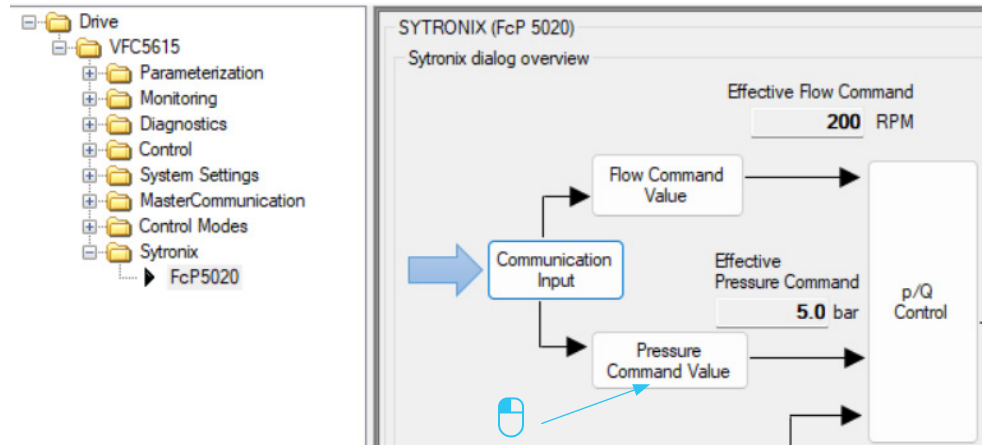 Drive
VFC5615
Parameterization
Monitoring
Diagnostics
Control
System Settings
MasterCommunication
Control Modes
Sytronix
FcP5020
SYTRONIX (FcP 5020)
Sytronix dialog overview
Effective Flow Command
200 RPM
Flow Command
Value
Communication
Input
Effective
Pressure Command
5.0 bar
p/Q
Control
Pressure
Command Value